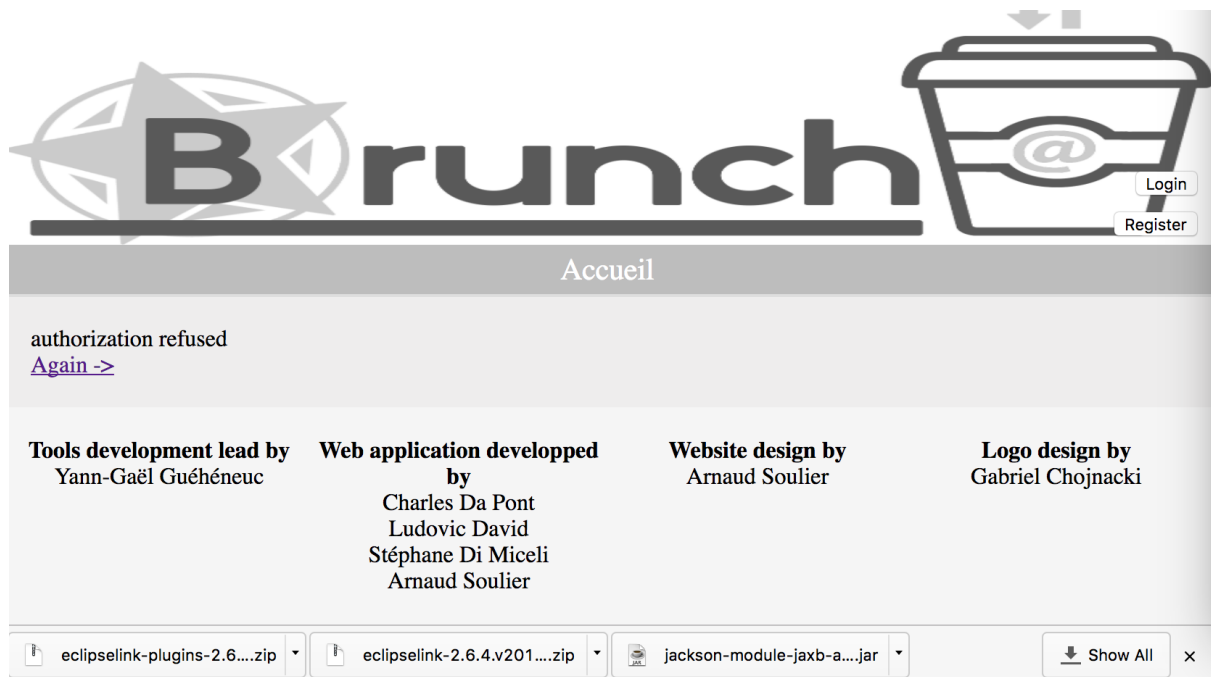 Brunch
@
Login
Register
Accueil
authorization refused
Again ->
Tools development lead by
Yann-Gaël Guéhéneuc
Web application developped
by
Charles Da Pont
Ludovic David
Stéphane Di Miceli
Arnaud Soulier
Website design by
Arnaud Soulier
Logo design by
Gabriel Chojnacki
eclipselink-plugins-2.6....zip
eclipselink-2.6.4.v201....zip
JAR
jackson-module-jaxb-a....jar
Show All